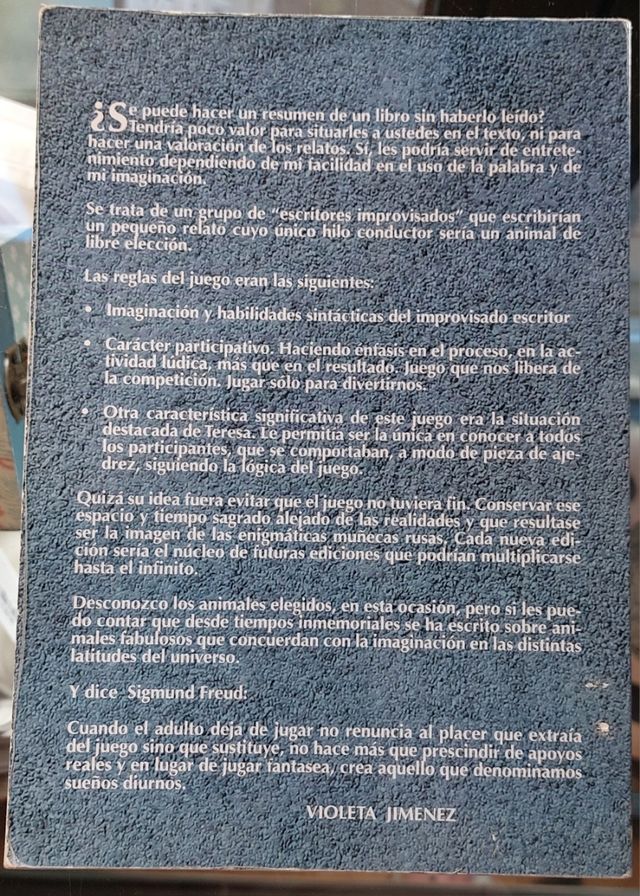 ¿Se puede hacer un resumen de un libro sin haberlo leído?
Tendría poco valor para situarles a ustedes en el texto, ni para
hacer una valoración de los relatos. Sí, les podría servir de entrete-
nimiento dependiendo de mi facilidad en el uso de la palabra y de
mi imaginación.
Se trata de un grupo de "escritores improvisados" que escribirían
un pequeño relato cuyo único hilo conductor sería un animal de
libre elección.
Las reglas del juego eran las siguientes:
• Imaginación y habilidades sintácticas del improvisado escritor
• Carácter participativo. Haciendo énfasis en el proceso, en la ac-
tividad lúdica, más que en el resultado. Juego que nos libera de
la competición. Jugar sólo para divertirnos.
• Otra característica significativa de este juego era la situación
destacada de Teresa. Le permitía ser la única en conocer a todos
los participantes, que se comportaban, a modo de pieza de aje-
drez, siguiendo la lógica del juego.
Quizá su idea fuera evitar que el juego no tuviera fin. Conservar ese
espacio y tiempo sagrado alejado de las realidades y que resultase
ser la imagen de las enigmáticas muñecas rusas. Cada nueva edi-
ción sería el núcleo de futuras ediciones que podrían multiplicarse
hasta el infinito.
Desconozco los animales elegidos, en esta ocasión, pero si les pue-
do contar que desde tiempos inmemoriales se ha escrito sobre ani-
males fabulosos que concuerdan con la imaginación en las distintas
latitudes del universo.
Y dice Sigmund Freud:
Cuando el adulto deja de jugar no renuncia al placer que extraía
del juego sino que sustituye, no hace más que prescindir de apoyos
reales y en lugar de jugar fantasea, crea aquello que denominamos
sueños diurnos.
VIOLETA JIMENEZ